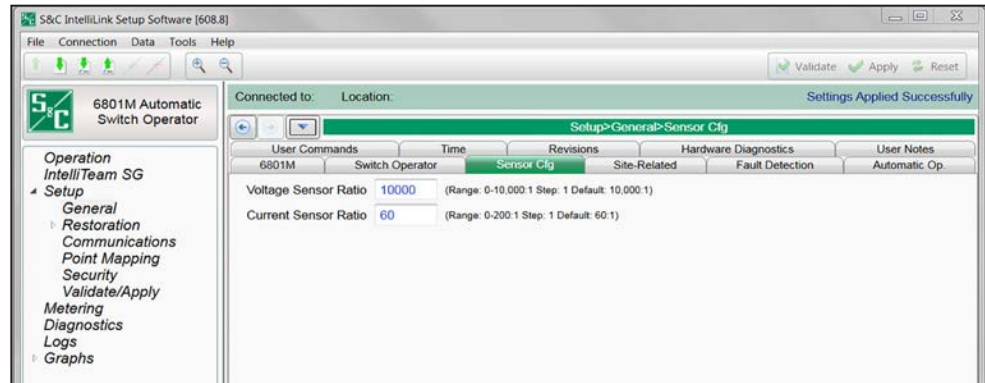 S&C IntelliLink Setup Software [608.8]
File Connection Data Tools Help
Validate Apply Reset
S&C
6801M Automatic
Switch Operator
Connected to: Location: Settings Applied Successfully
Setup>General>Sensor Cfg
User Commands Time Revisions Hardware Diagnostics User Notes
6801M Switch Operator Sensor Cfg Site-Related Fault Detection Automatic Op.
Operation
IntelliTeam SG
Setup
General
Restoration
Communications
Point Mapping
Security
Validate/Apply
Metering
Diagnostics
Logs
Graphs
Voltage Sensor Ratio 10000 (Range: 0-10,000:1 Step: 1 Default: 10,000:1)
Current Sensor Ratio 60 (Range: 0-200:1 Step: 1 Default: 60:1)